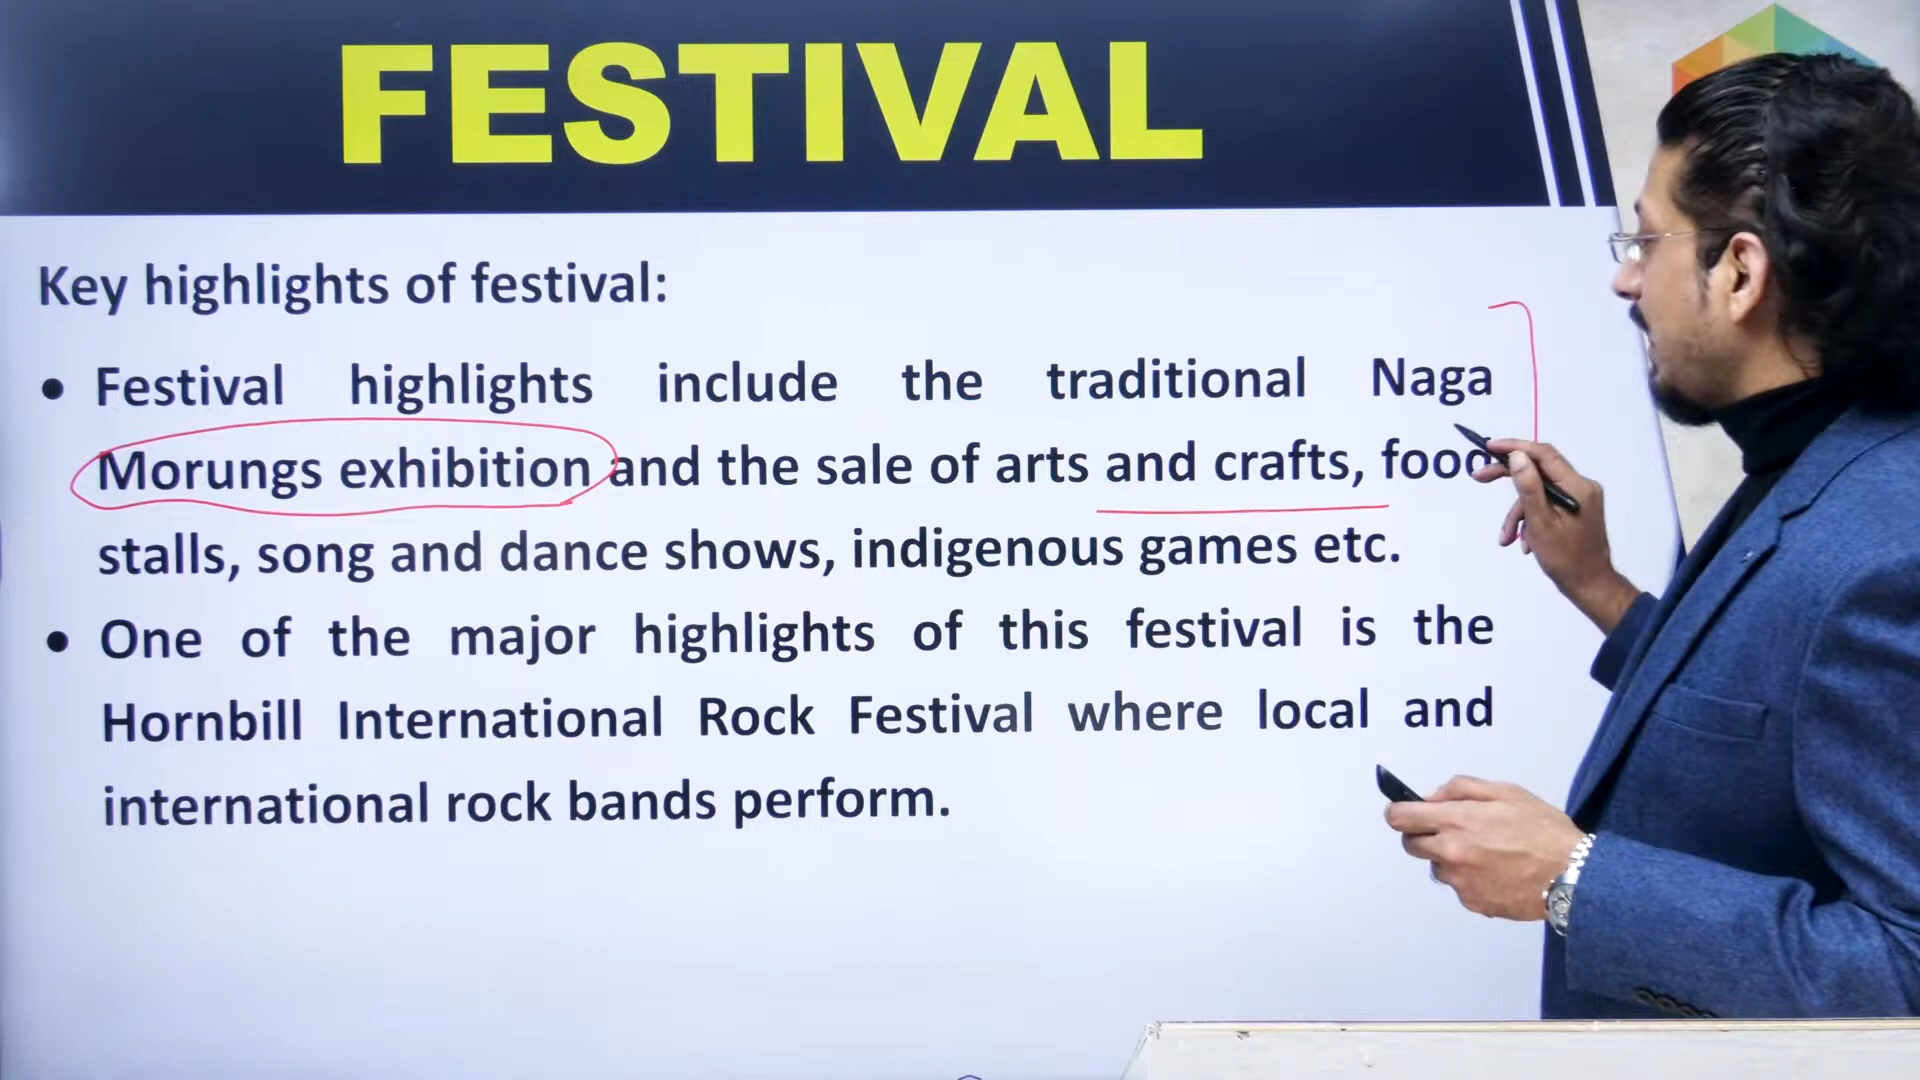 FESTIVAL
Key highlights of festival:
• Festival highlights include the traditional Naga
Morungs exhibition and the sale of arts and crafts, food
stalls, song and dance shows, indigenous games etc.
• One of the major highlights of this festival is the
Hornbill International Rock Festival where local and
international rock bands perform.